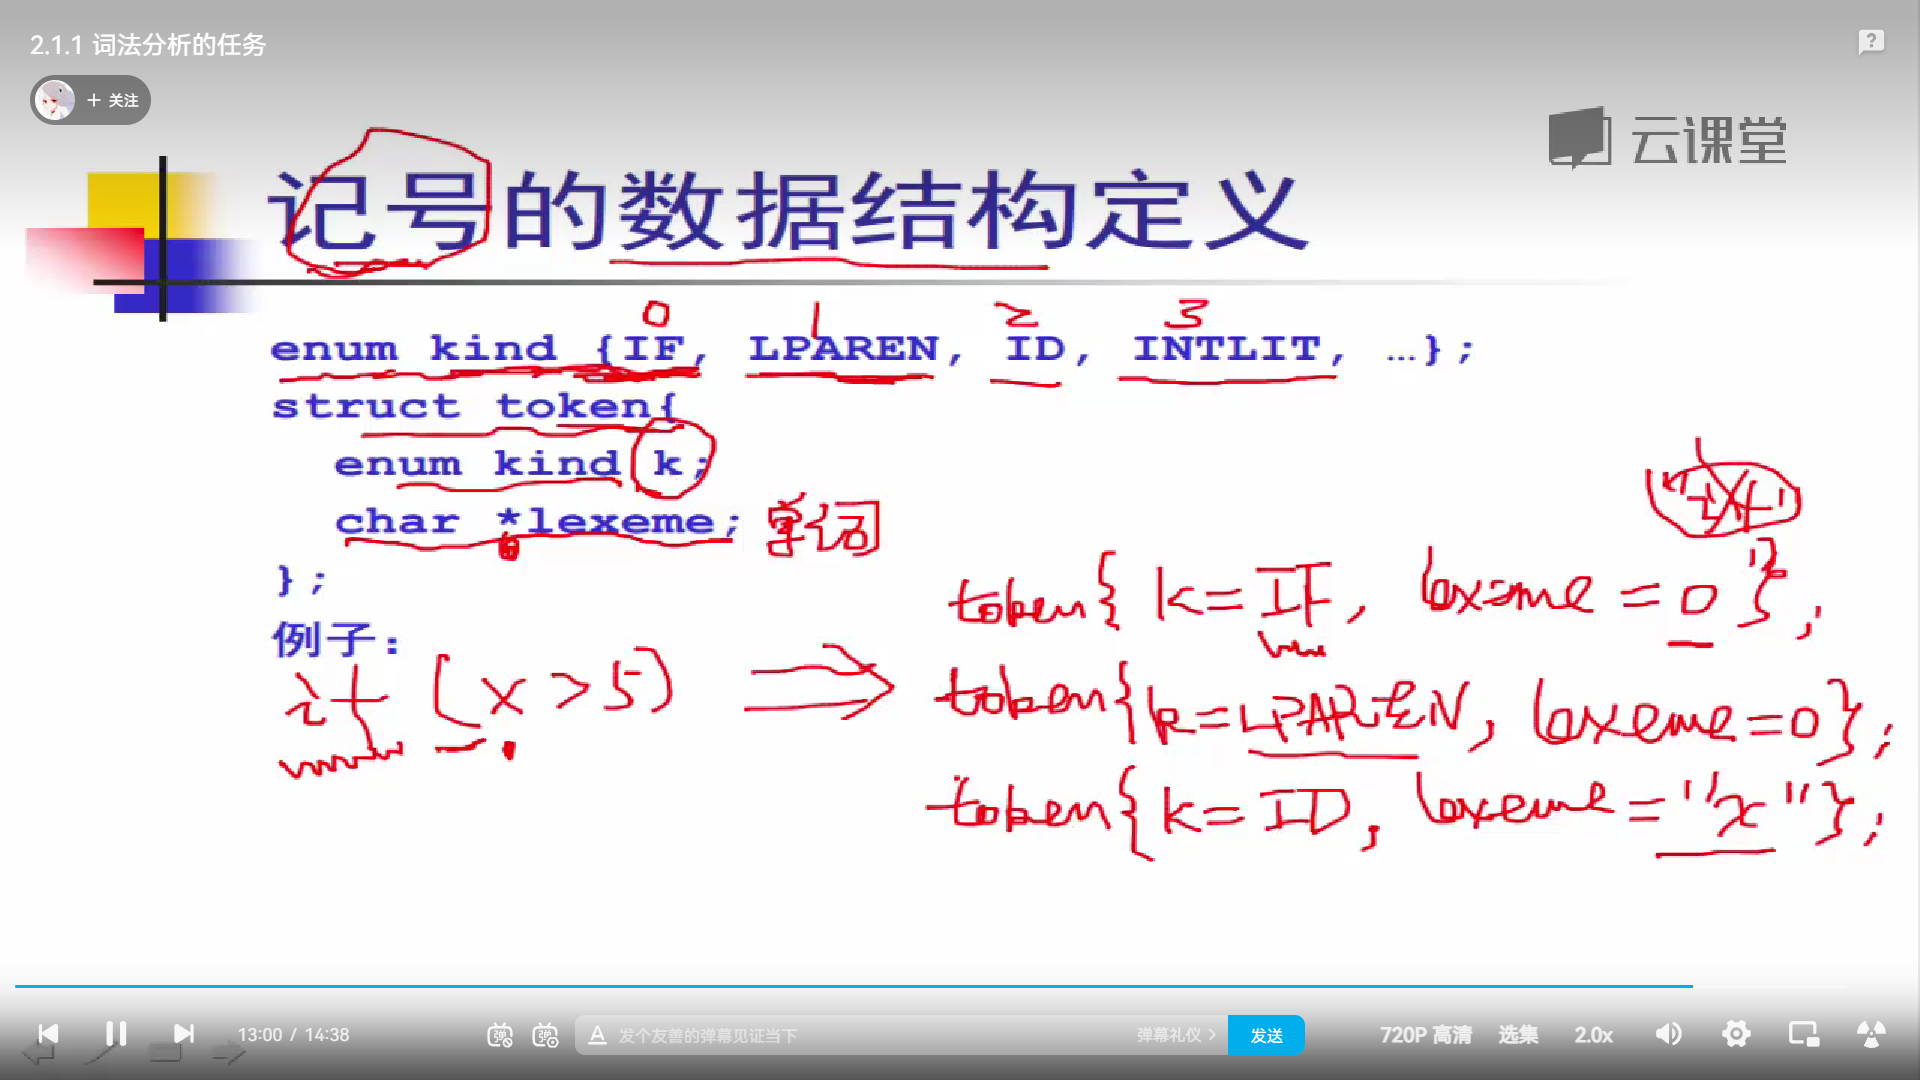 2.1.1 词法分析的任务
+ 关注
云课堂
记号的数据结构定义
0 1 2 3
enum kind {IF, LPAREN, ID, INTLIT, …};
struct token{
enum kind k;
char *lexeme; 单词
};
例子:
if (x>5)
token{ k=IF, lexeme=0 };
token{k=LPAREN, lexeme=0};
token{k=ID, lexeme="x"};
13:00 / 14:38
弹 弹
A 发个友善的弹幕见证当下
弹幕礼仪 >
发送
720P 高清 选集 2.0x